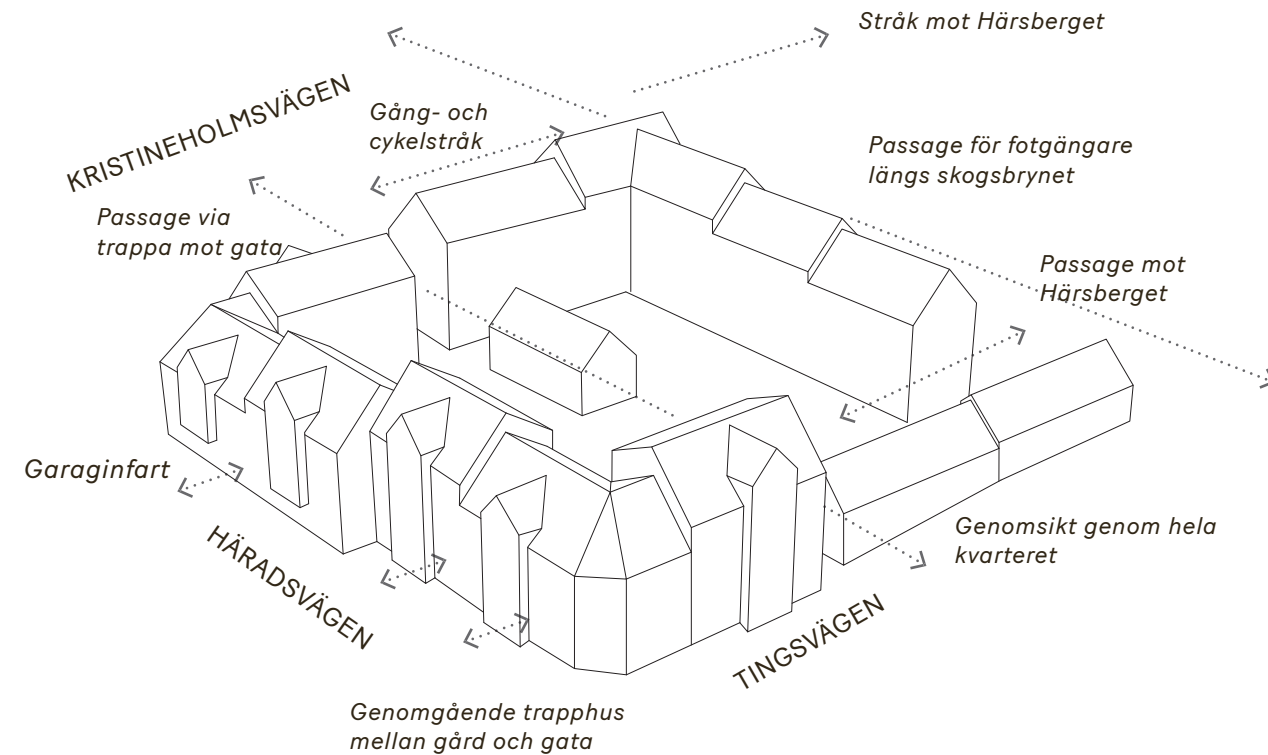 Stråk mot Härsberget
KRISTINEHOLMSVÄGEN
Gång- och
cykelstråk
Passage för fotgängare
längs skogsbrynet
Passage via
trappa mot gata
Passage mot
Härsberget
Garaginfart
HÄRADSVÄGEN
Genomsikt genom hela
kvarteret
TINGSVÄGEN
Genomgående trapphus
mellan gård och gata